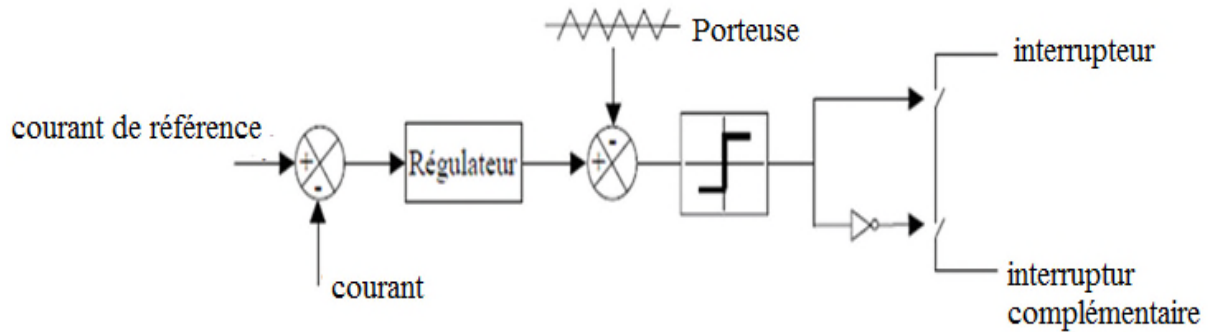 Porteuse
interrupteur
courant de référence
+
-
Régulateur
-
+
courant
interruptur
complémentaire